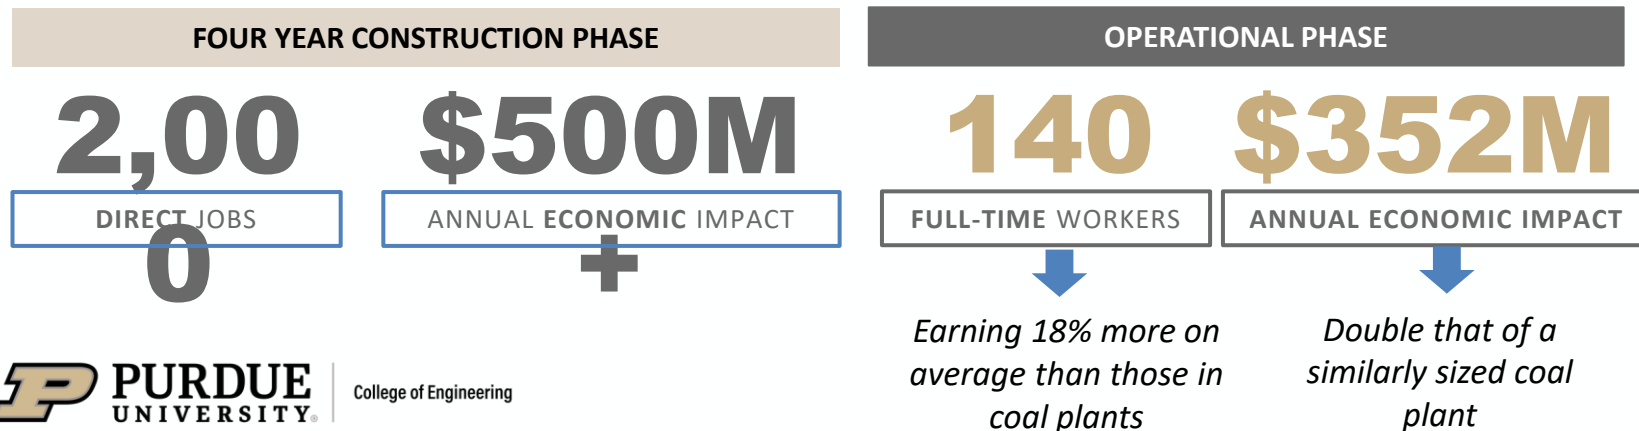 FOUR YEAR CONSTRUCTION PHASE
2,00
0
DIRECT JOBS
$500M
+
ANNUAL ECONOMIC IMPACT
OPERATIONAL PHASE
140
FULL-TIME WORKERS
Earning 18% more on
average than those in
coal plants
$352M
ANNUAL ECONOMIC IMPACT
Double that of a
similarly sized coal
plant
P
PURDUE
UNIVERSITY®
College of Engineering